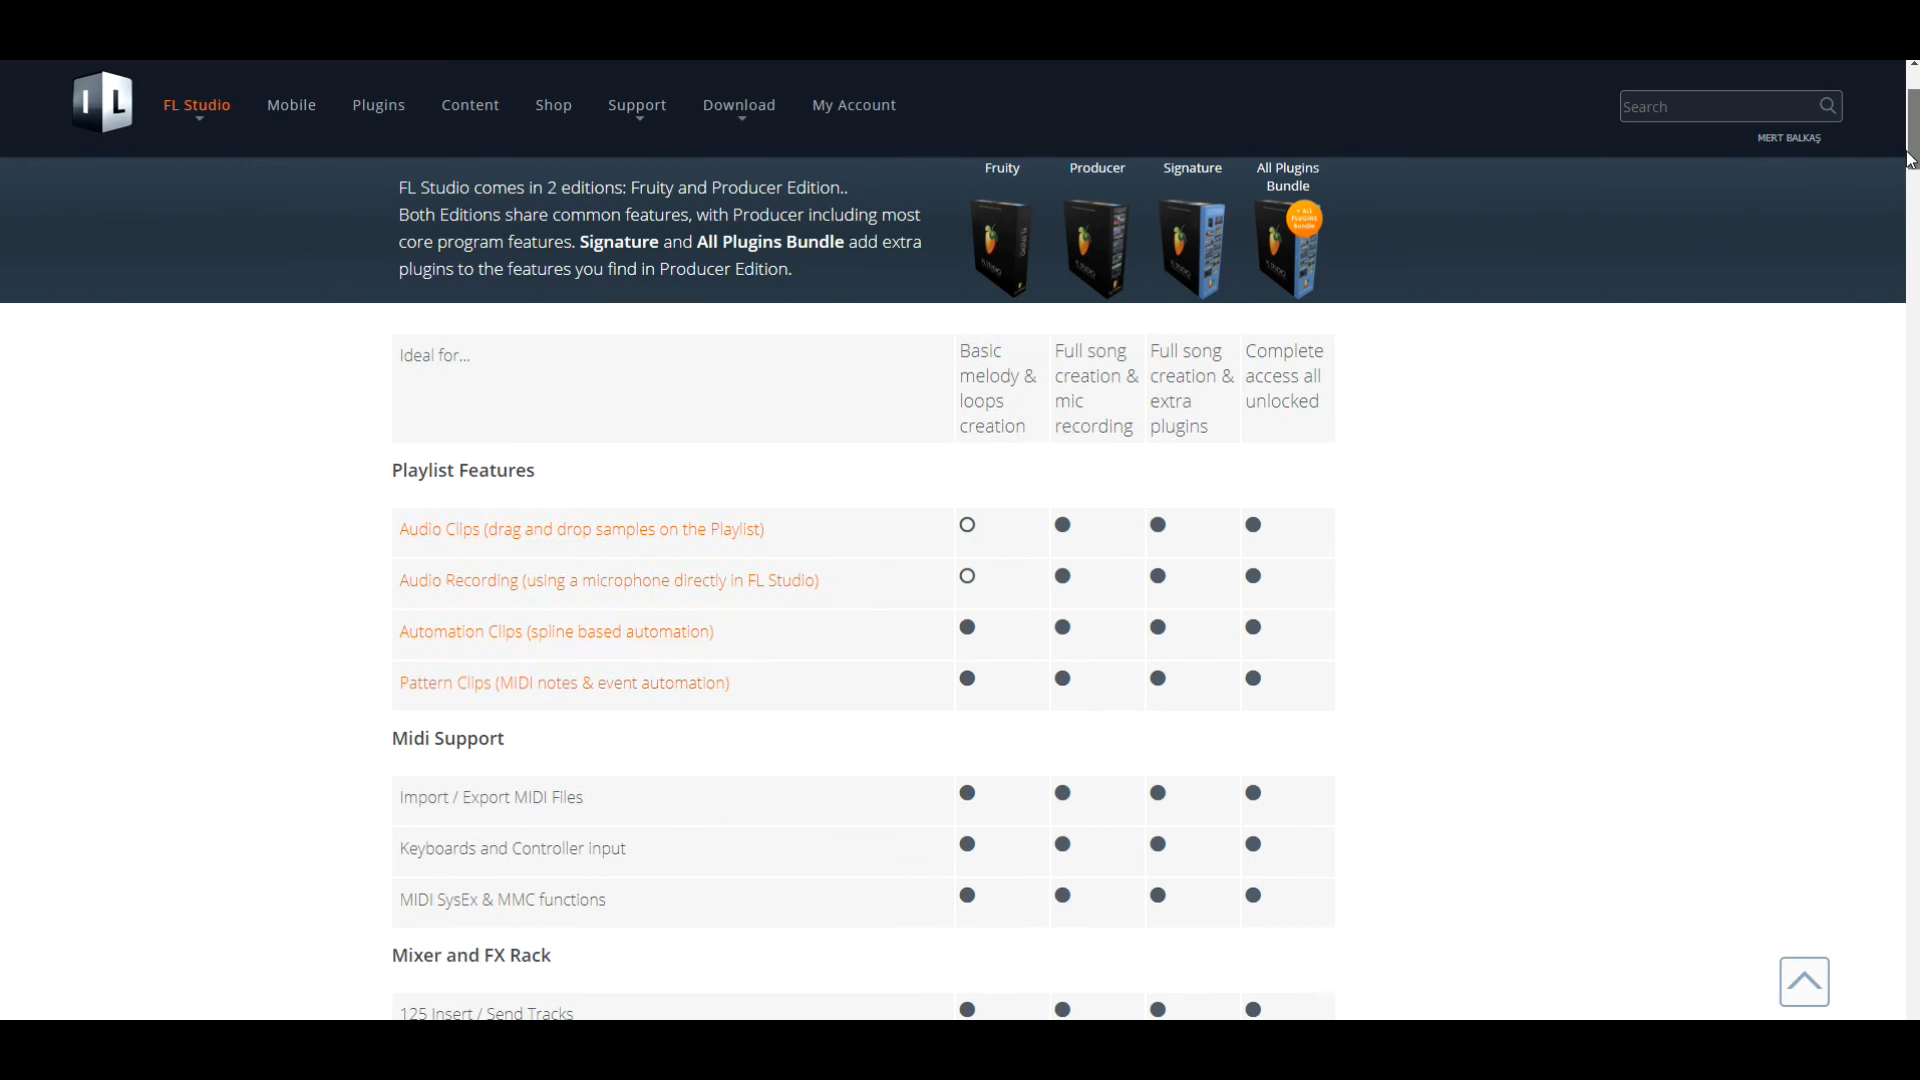 I L
FL Studio
Mobile
Plugins
Content
Shop
Support
Download
My Account
Search
MERT BALKAŞ
FL Studio comes in 2 editions: Fruity and Producer Edition..
Both Editions share common features, with Producer including most
core program features. Signature and All Plugins Bundle add extra
plugins to the features you find in Producer Edition.
Fruity
Producer
Signature
All Plugins
Bundle
+ ALL
PLUGINS
Bundle
Ideal for...
Basic
melody &
loops
creation
Full song
creation &
mic
recording
Full song
creation &
extra
plugins
Complete
access all
unlocked
Playlist Features
Audio Clips (drag and drop samples on the Playlist)
Audio Recording (using a microphone directly in FL Studio)
Automation Clips (spline based automation)
Pattern Clips (MIDI notes & event automation)
Midi Support
Import / Export MIDI Files
Keyboards and Controller input
MIDI SysEx & MMC functions
Mixer and FX Rack
125 Insert / Send Tracks